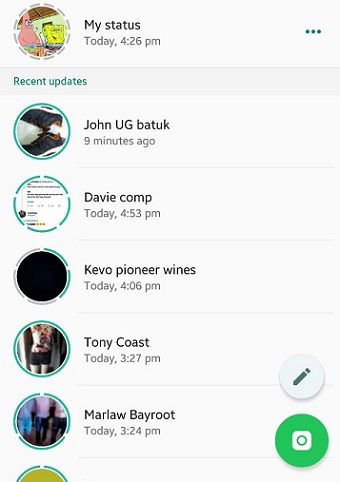 My status
Today, 4:26 pm
Recent updates
John UG batuk
9 minutes ago
Davie comp
Today, 4:53 pm
Kevo pioneer wines
Today, 4:06 pm
Tony Coast
Today, 3:27 pm
Marlaw Bayroot
Today, 3:24 pm